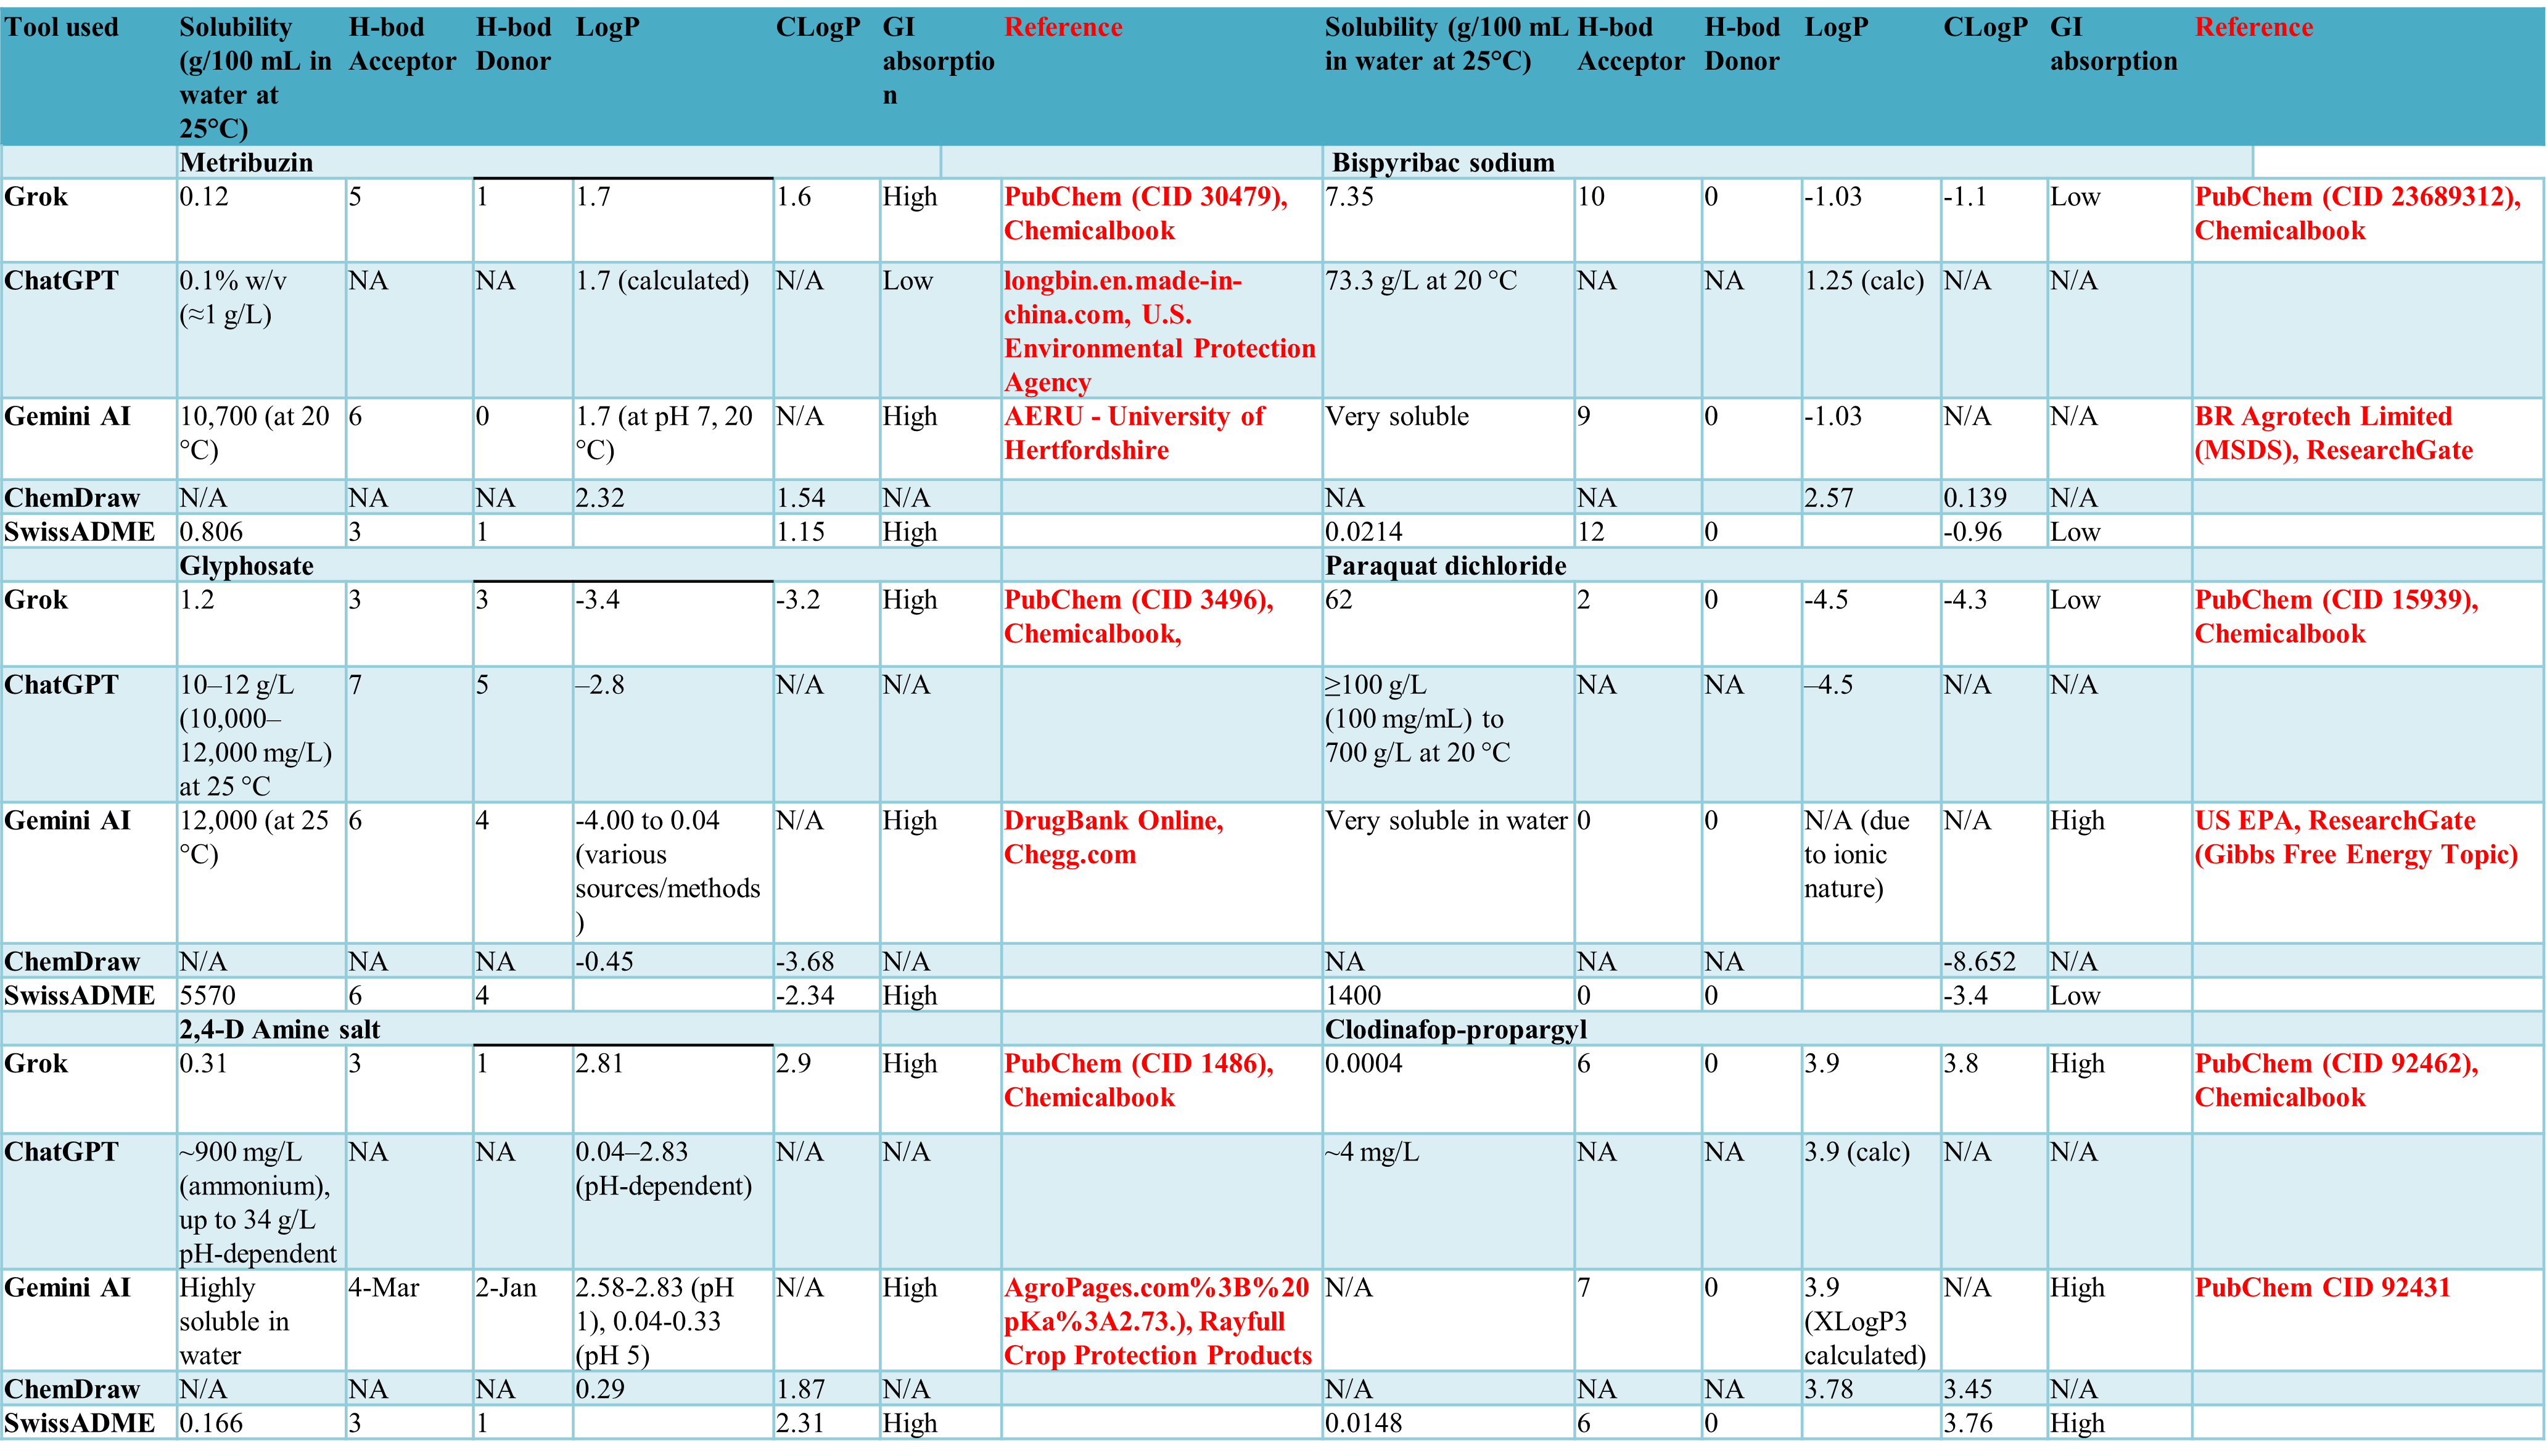 Tool used Solubility (g/100 mL in water at 25°C) H-bod Acceptor H-bod Donor LogP CLogP GI absorptio n Reference Solubility (g/100 mL in water at 25°C) H-bod Acceptor H-bod Donor LogP CLogP GI absorption Reference
Metribuzin Bispyribac sodium
Grok 0.12 5 1 1.7 1.6 High PubChem (CID 30479), Chemicalbook 7.35 10 0 -1.03 -1.1 Low PubChem (CID 23689312), Chemicalbook
ChatGPT 0.1% w/v (≈1 g/L) NA NA 1.7 (calculated) N/A Low longbin.en.made-in-china.com, U.S. Environmental Protection Agency 73.3 g/L at 20 °C NA NA 1.25 (calc) N/A N/A
Gemini AI 10,700 (at 20 °C) 6 0 1.7 (at pH 7, 20 °C) N/A High AERU - University of Hertfordshire Very soluble 9 0 -1.03 N/A N/A BR Agrotech Limited (MSDS), ResearchGate
ChemDraw N/A NA NA 2.32 1.54 N/A NA NA 2.57 0.139 N/A
SwissADME 0.806 3 1 1.15 High 0.0214 12 0 -0.96 Low
Glyphosate Paraquat dichloride
Grok 1.2 3 3 -3.4 -3.2 High PubChem (CID 3496), Chemicalbook, 62 2 0 -4.5 -4.3 Low PubChem (CID 15939), Chemicalbook
ChatGPT 10–12 g/L (10,000–12,000 mg/L) at 25 °C 7 5 –2.8 N/A N/A ≥100 g/L (100 mg/mL) to 700 g/L at 20 °C NA NA –4.5 N/A N/A
Gemini AI 12,000 (at 25 °C) 6 4 -4.00 to 0.04 (various sources/methods) N/A High DrugBank Online, Chegg.com Very soluble in water 0 0 N/A (due to ionic nature) N/A High US EPA, ResearchGate (Gibbs Free Energy Topic)
ChemDraw N/A NA NA -0.45 -3.68 N/A NA NA NA -8.652 N/A
SwissADME 5570 6 4 -2.34 High 1400 0 0 -3.4 Low
2,4-D Amine salt Clodinafop-propargyl
Grok 0.31 3 1 2.81 2.9 High PubChem (CID 1486), Chemicalbook 0.0004 6 0 3.9 3.8 High PubChem (CID 92462), Chemicalbook
ChatGPT ~900 mg/L (ammonium), up to 34 g/L pH-dependent NA NA 0.04–2.83 (pH-dependent) N/A N/A ~4 mg/L NA NA 3.9 (calc) N/A N/A
Gemini AI Highly soluble in water 4-Mar 2-Jan 2.58-2.83 (pH 1), 0.04-0.33 (pH 5) N/A High AgroPages.com%3B%20pKa%3A2.73.), Rayfull Crop Protection Products N/A 7 0 3.9 (XLogP3 calculated) N/A High PubChem CID 92431
ChemDraw N/A NA NA 0.29 1.87 N/A N/A NA NA 3.78 3.45 N/A
SwissADME 0.166 3 1 2.31 High 0.0148 6 0 3.76 High